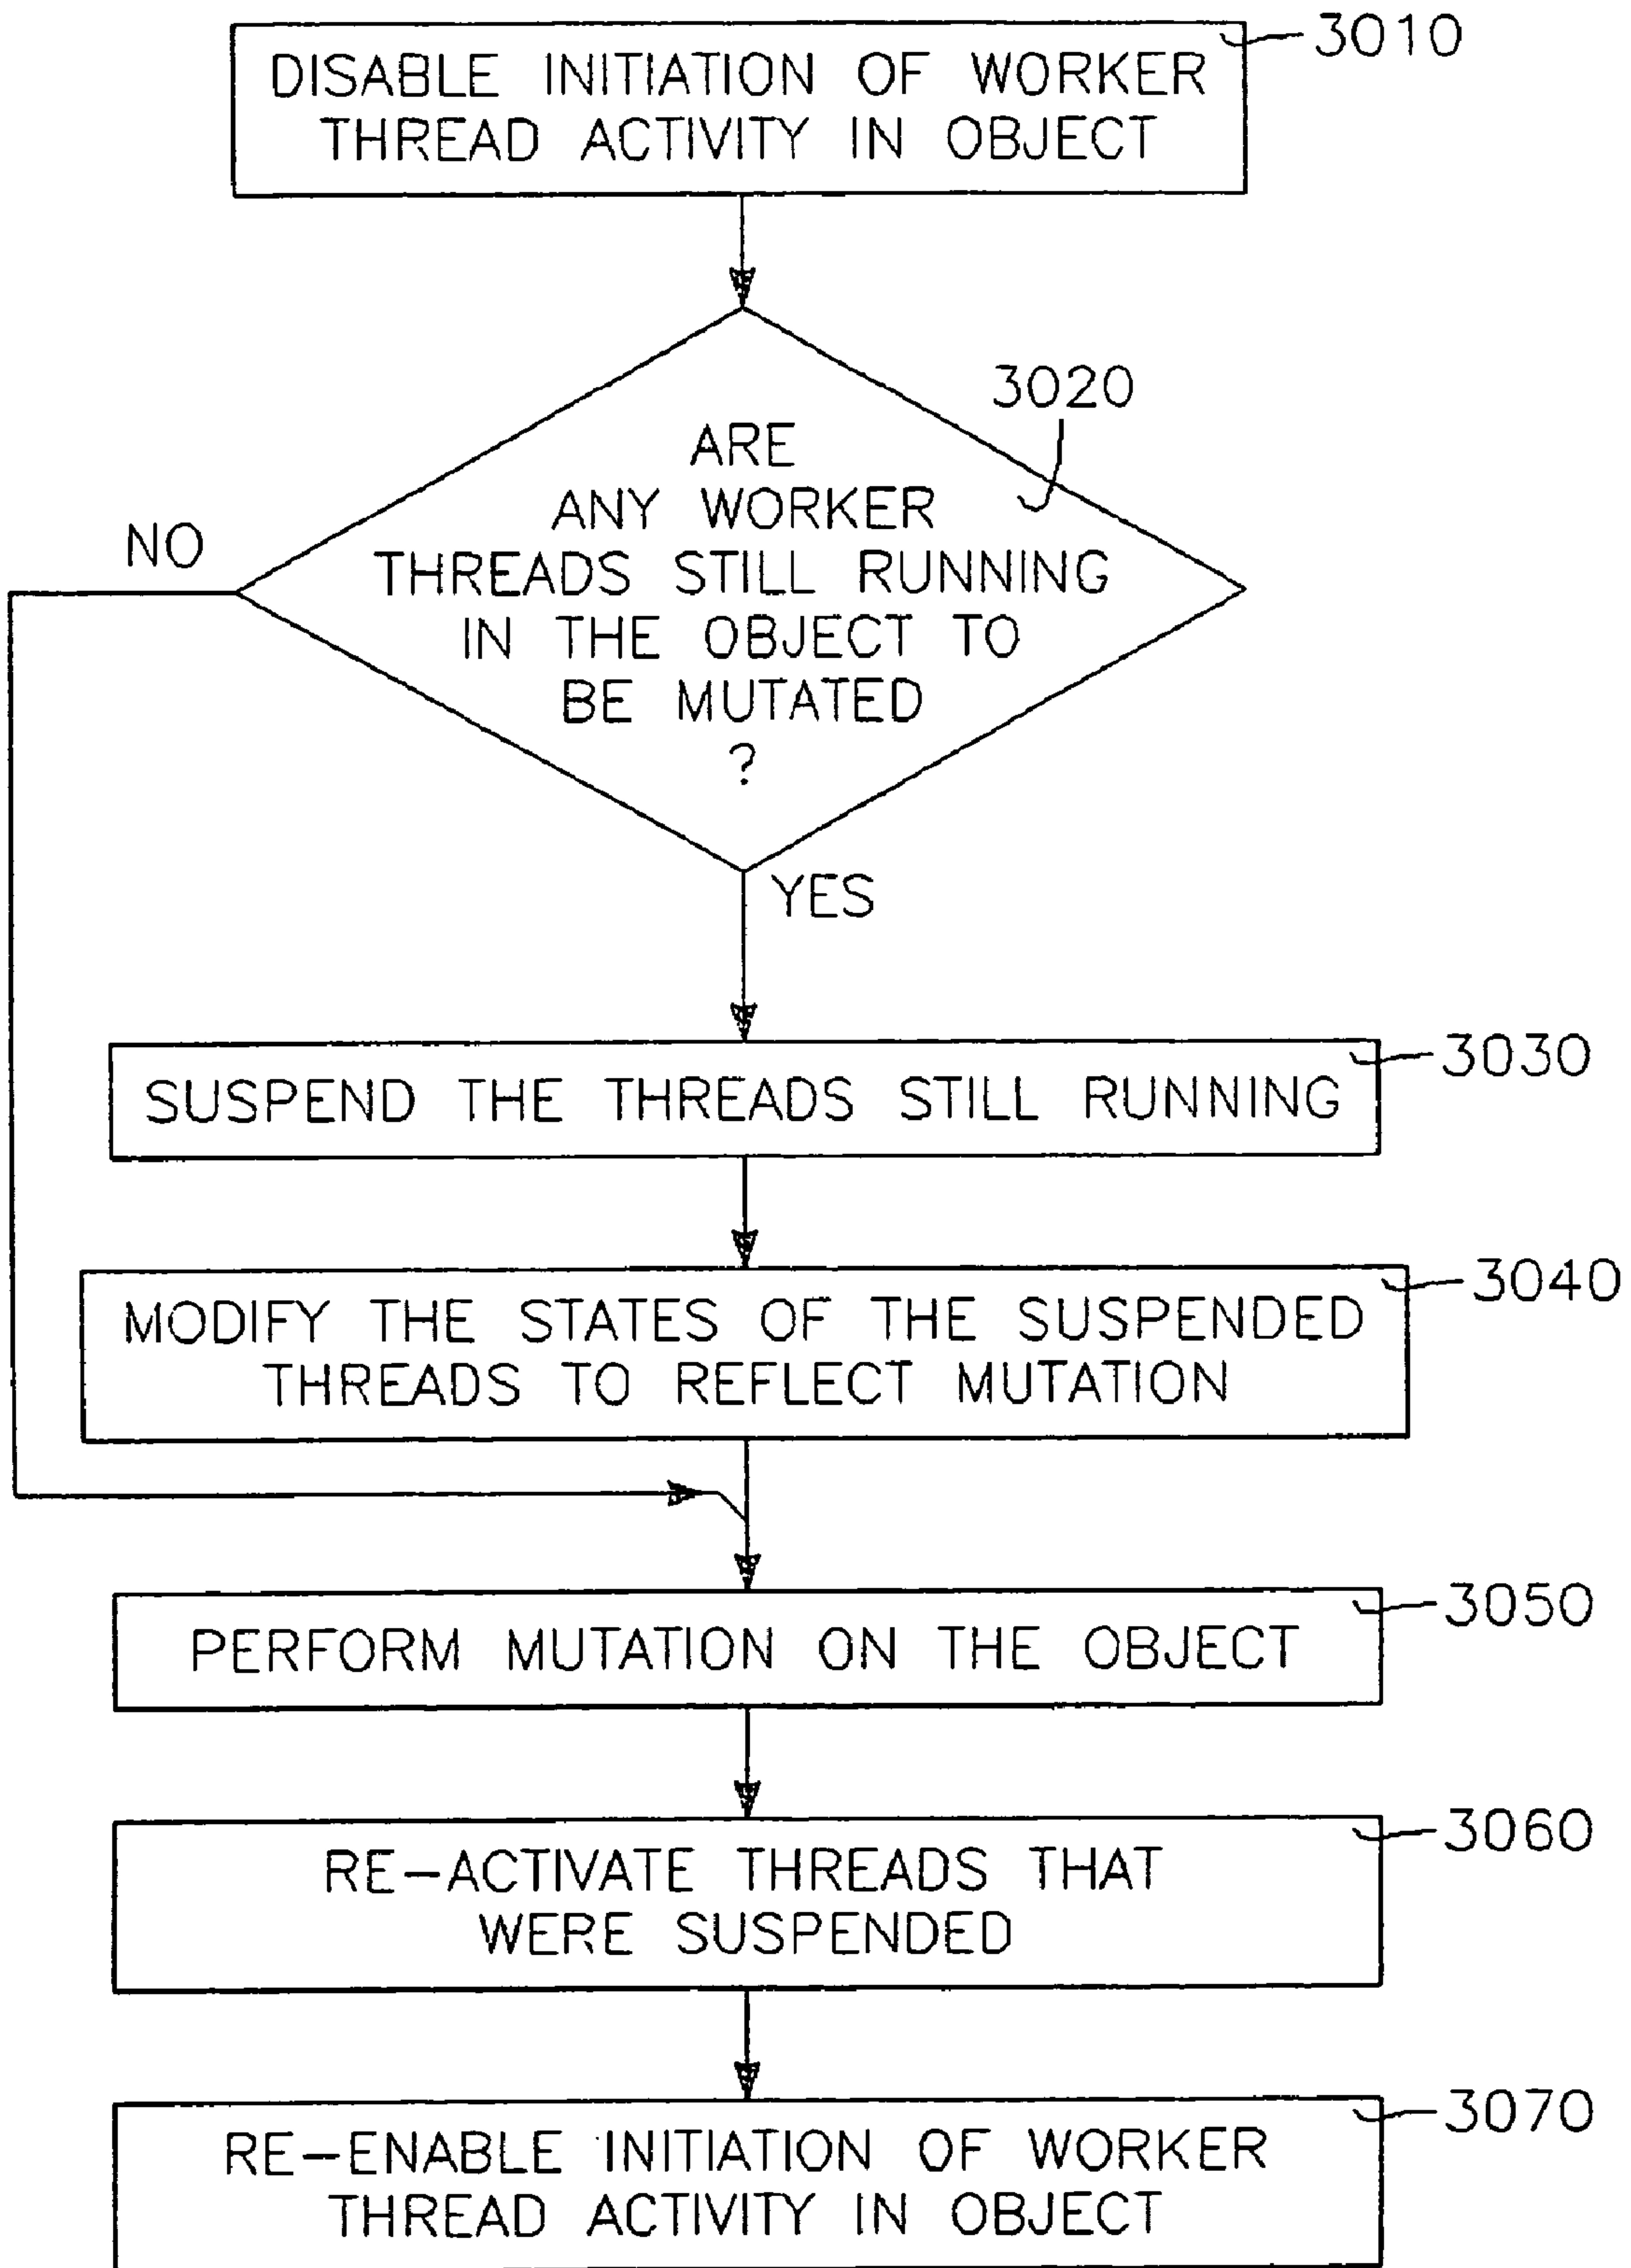 3010
DISABLE INITIATION OF WORKER
THREAD ACTIVITY IN OBJECT
3020
ARE
ANY WORKER
THREADS STILL RUNNING
IN THE OBJECT TO
BE MUTATED
?
NO
YES
3030
SUSPEND THE THREADS STILL RUNNING
3040
MODIFY THE STATES OF THE SUSPENDED
THREADS TO REFLECT MUTATION
3050
PERFORM MUTATION ON THE OBJECT
3060
RE-ACTIVATE THREADS THAT
WERE SUSPENDED
3070
RE-ENABLE INITIATION OF WORKER
THREAD ACTIVITY IN OBJECT